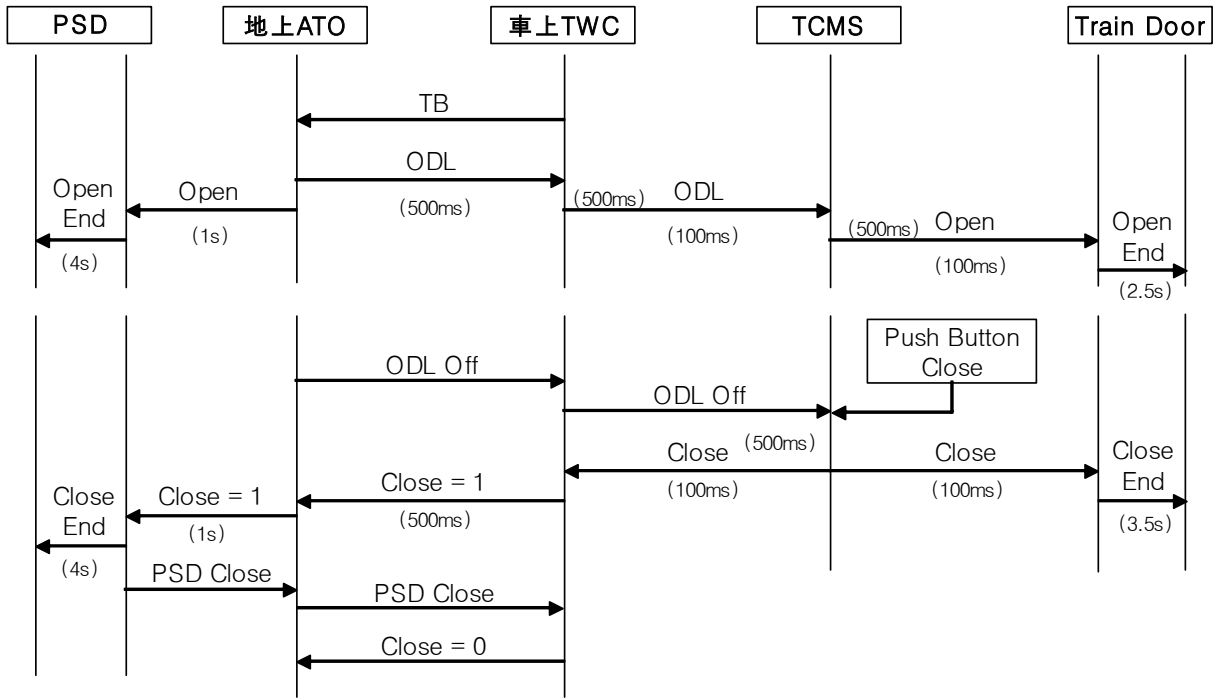 PSD
地上ATO
車上TWC
TCMS
Train Door
TB
ODL
(500ms)
Open
(1s)
Open
End
(4s)
(500ms)
ODL
(100ms)
(500ms)
Open
(100ms)
Open
End
(2.5s)
Push Button
Close
ODL Off
ODL Off
(500ms)
Close
(100ms)
Close
(100ms)
Close
End
(3.5s)
Close = 1
(500ms)
Close = 1
(1s)
Close
End
(4s)
PSD Close
PSD Close
Close = 0